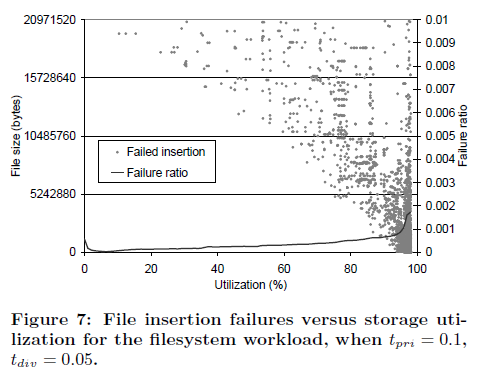 20971520
15728640
10485760
5242880
0
File size (bytes)
Failed insertion
Failure ratio
0.01
0.009
0.008
0.007
0.006
0.005
0.004
0.003
0.002
0.001
0
Failure ratio
0 20 40 60 80 100
Utilization (%)
Figure 7: File insertion failures versus storage uti-
lization for the filesystem workload, when t_pri = 0.1,
t_div = 0.05.